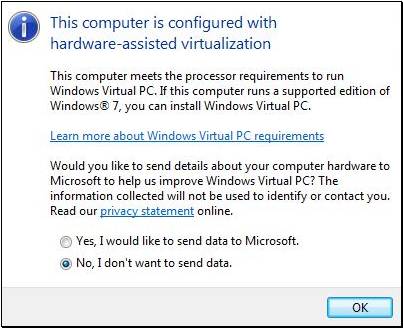 This computer is configured with
hardware-assisted virtualization
This computer meets the processor requirements to run
Windows Virtual PC. If this computer runs a supported edition of
Windows® 7, you can install Windows Virtual PC.
Learn more about Windows Virtual PC requirements
Would you like to send details about your computer hardware to
Microsoft to help us improve Windows Virtual PC? The
information collected will not be used to identify or contact you.
Read our privacy statement online.
Yes, I would like to send data to Microsoft.
No, I don't want to send data.
OK